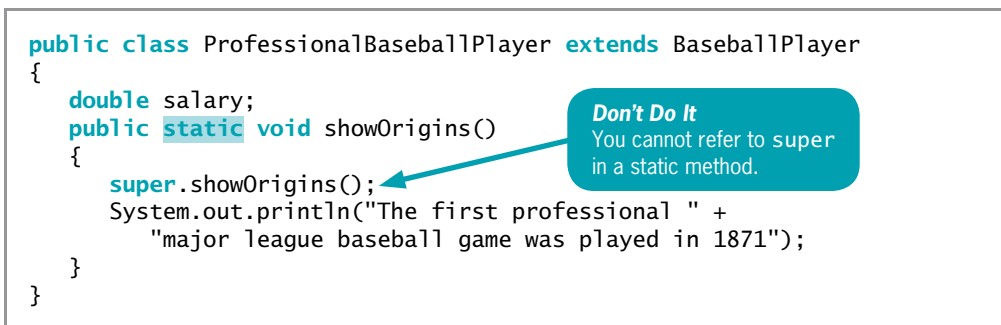 public class ProfessionalBaseballPlayer extends BaseballPlayer
{
   double salary;
   public static void showOrigins()
   {
      super.showOrigins();
      System.out.println("The first professional " +
         "major league baseball game was played in 1871");
   }
}
Don't Do It
You cannot refer to super
in a static method.